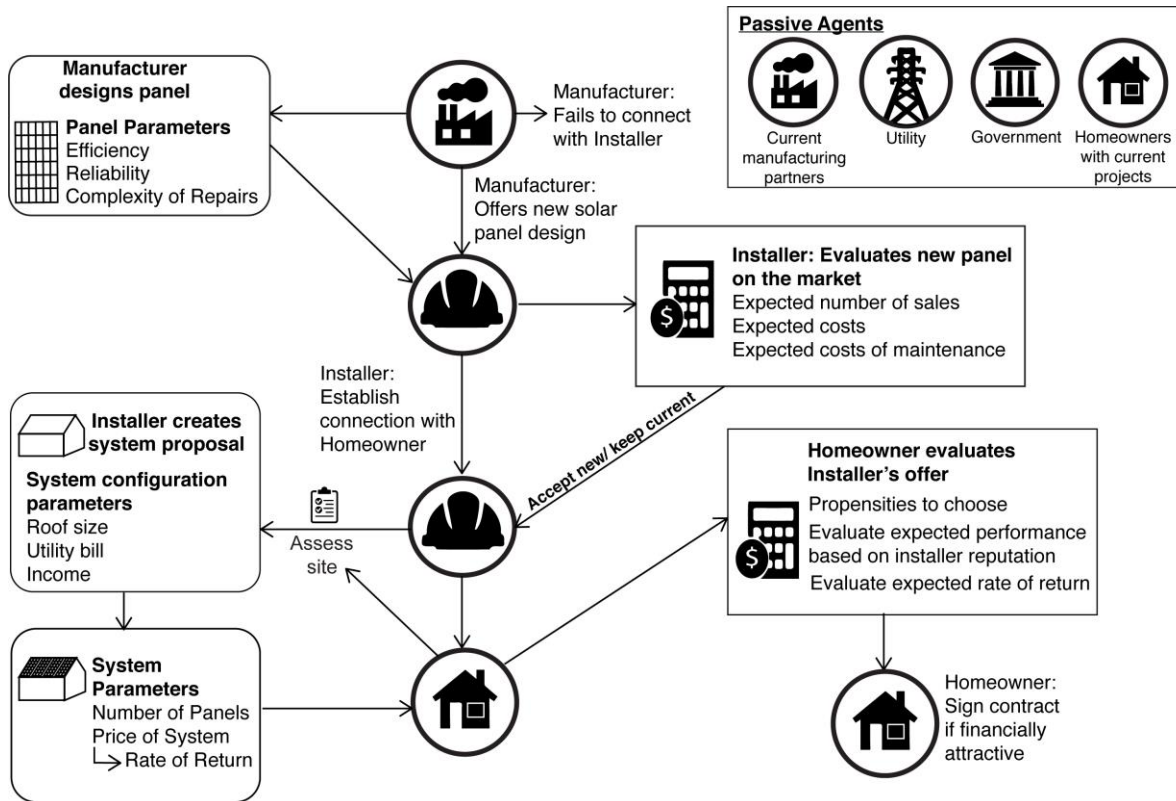 Manufacturer
designs panel
Panel Parameters
Efficiency
Reliability
Complexity of Repairs
Manufacturer:
Fails to connect
with Installer
Passive Agents
Current
manufacturing
partners
Utility
Government
Homeowners
with current
projects
Manufacturer:
Offers new solar
panel design
Installer: Evaluates new panel
on the market
Expected number of sales
Expected costs
Expected costs of maintenance
$
Installer:
Establish
connection with
Homeowner
Accept new/ keep current
Installer creates
system proposal
System configuration
parameters
Roof size
Utility bill
Income
Assess
site
Homeowner evaluates
Installer's offer
Propensities to choose
Evaluate expected performance
based on installer reputation
Evaluate expected rate of return
$
System
Parameters
Number of Panels
Price of System
Rate of Return
Homeowner:
Sign contract
if financially
attractive